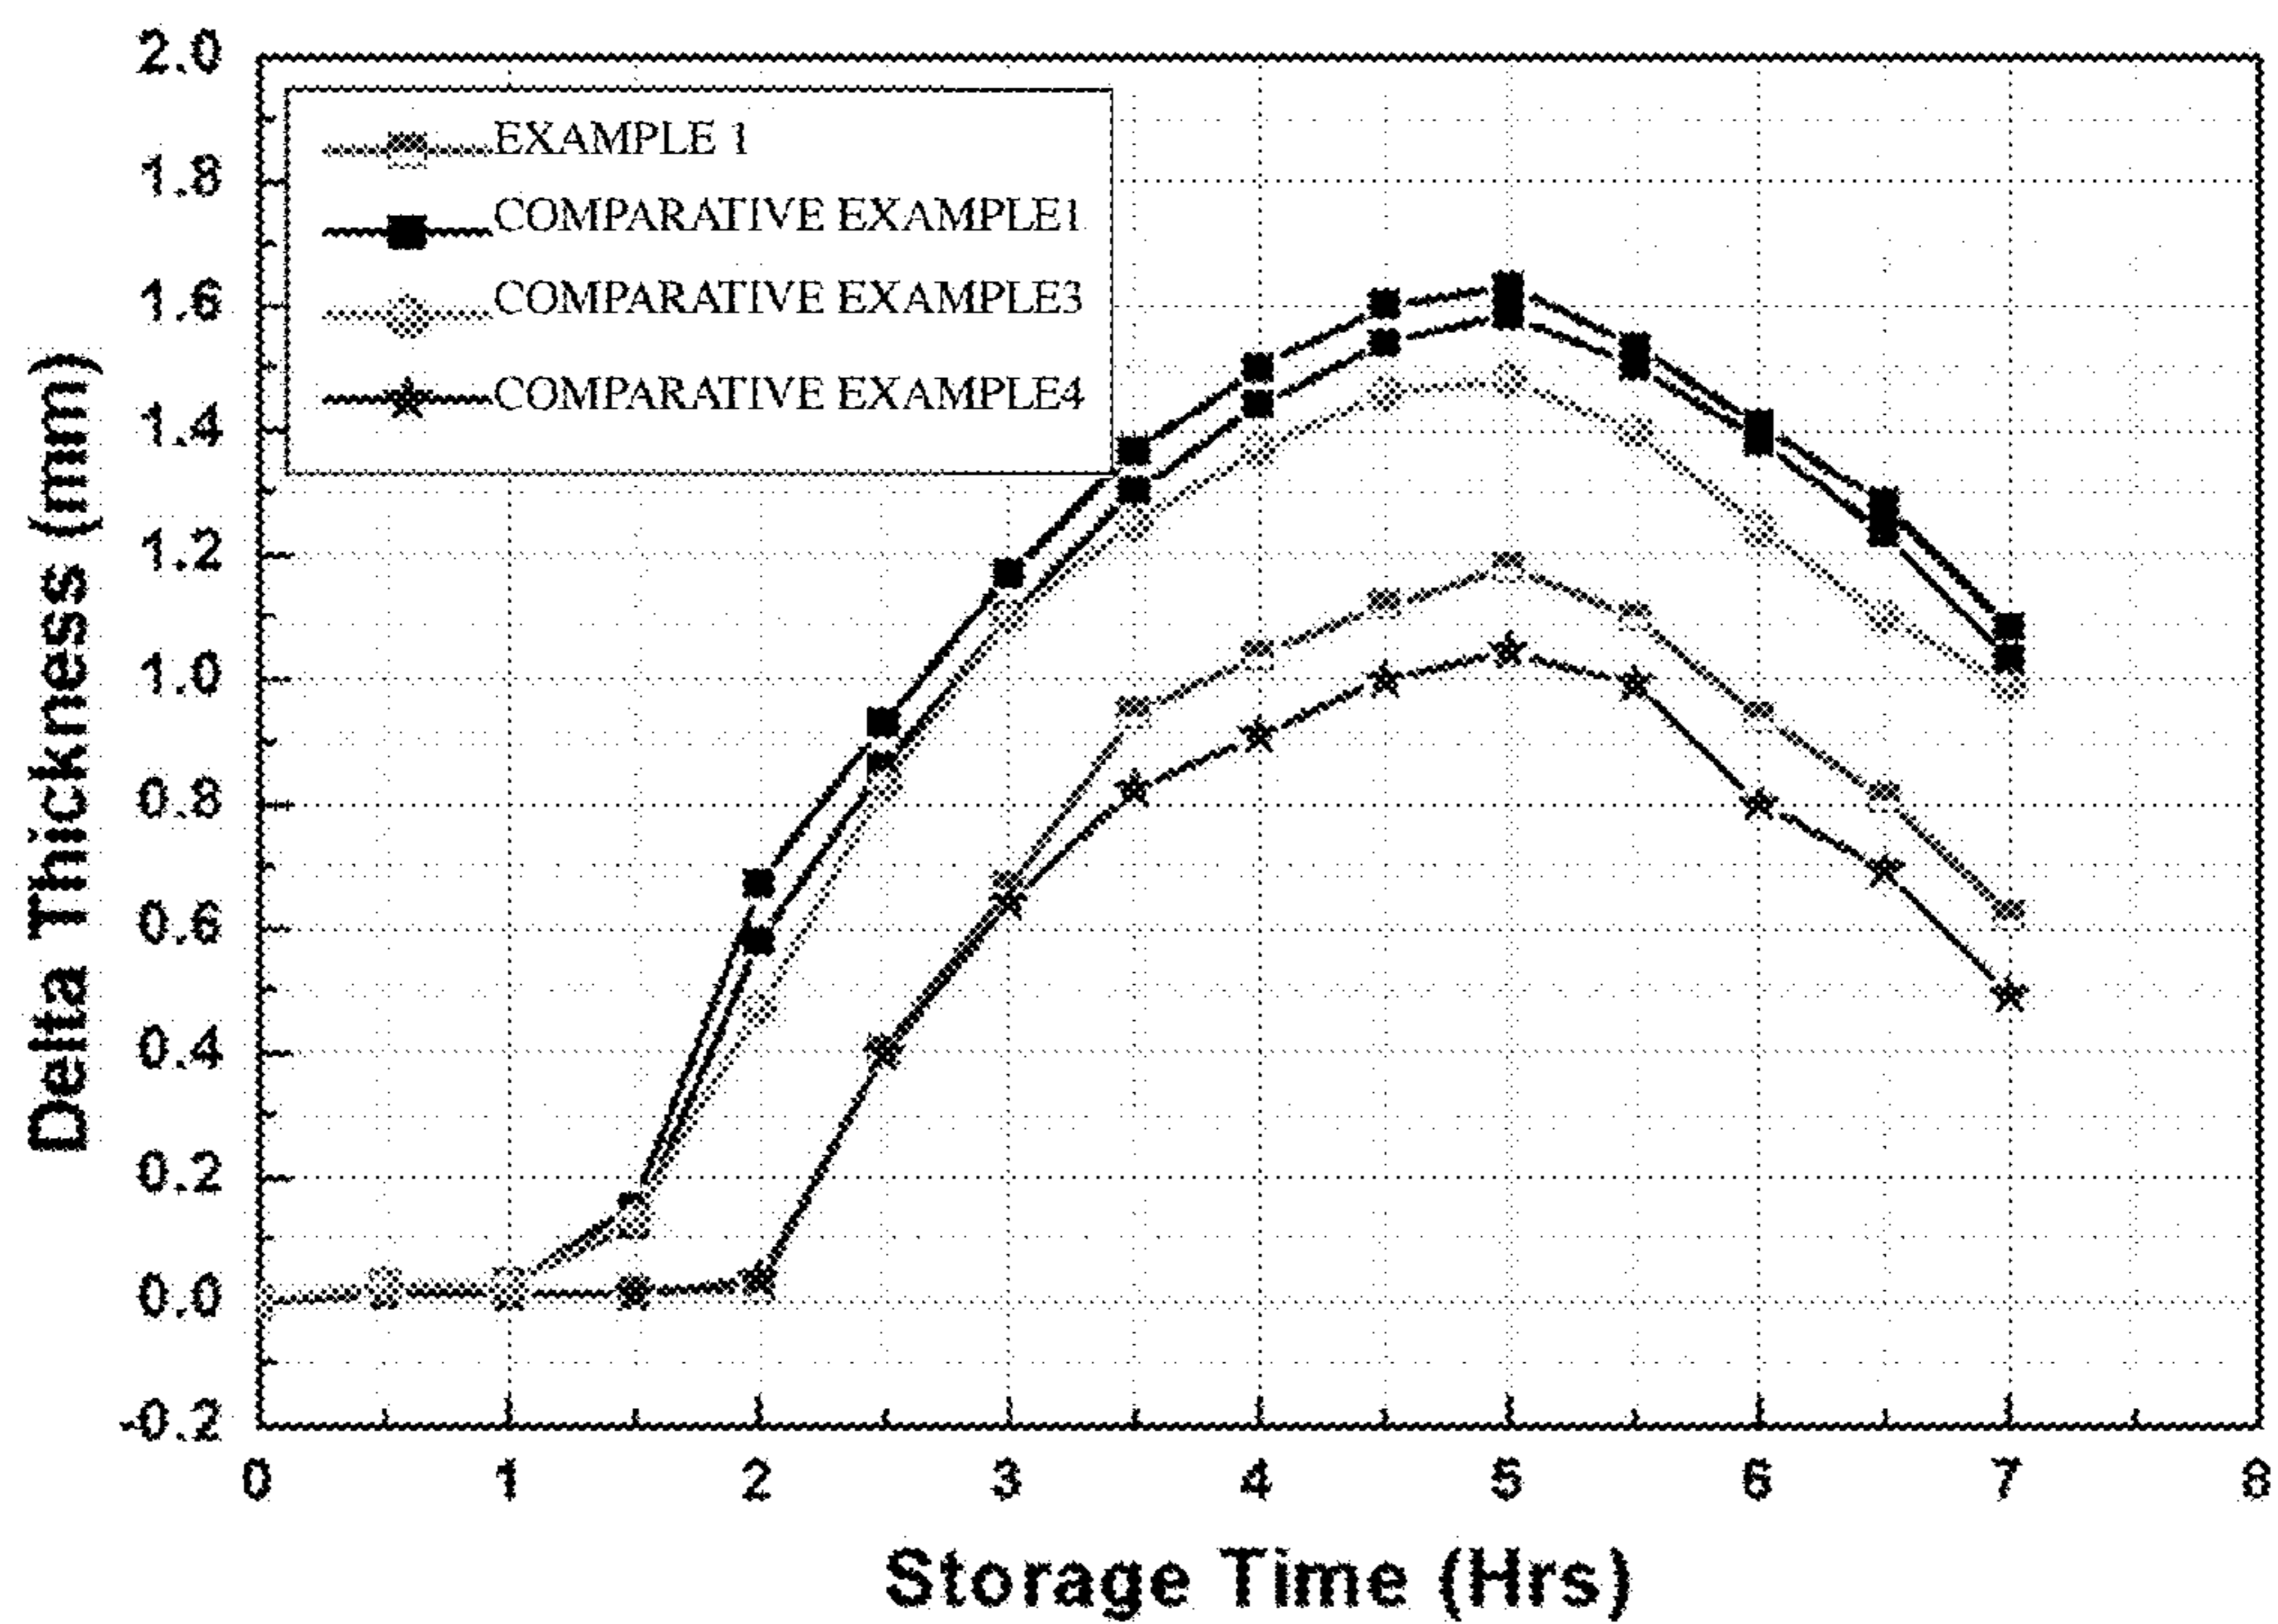 2.0
1.8
1.6
1.4
1.2
1.0
0.8
0.6
0.4
0.2
0.0
-0.2
Delta Thickness (mm)
EXAMPLE 1
COMPARATIVE EXAMPLE1
COMPARATIVE EXAMPLE3
COMPARATIVE EXAMPLE4
0 1 2 3 4 5 6 7 8
Storage Time (Hrs)